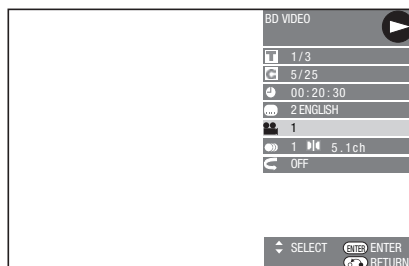 BD VIDEO
T 1/3
C 5/25
00:20:30
2 ENGLISH
1
1 5.1ch
OFF
SELECT ENTER ENTER
RETURN